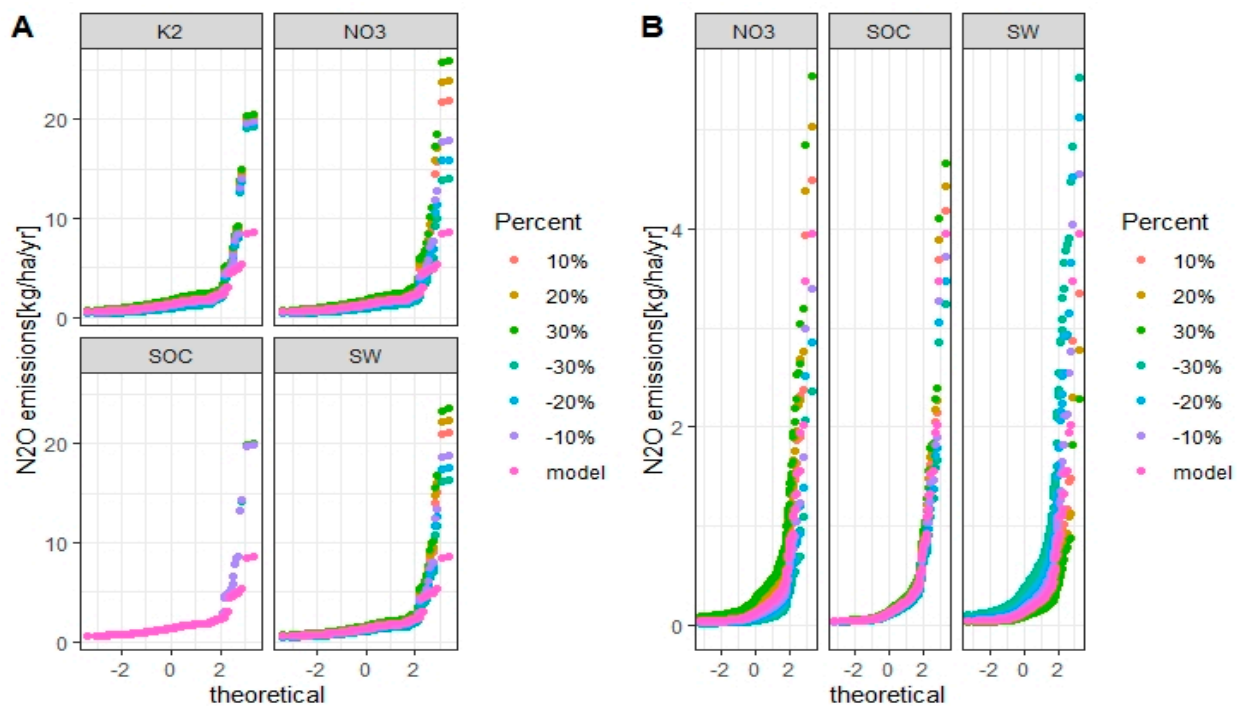 A
K2
NO3
20
10
0
SOC
SW
20
10
0
-2
0
2
-2
0
2
theoretical
N2O emissions[kg/ha/yr]
Percent
10%
20%
30%
-30%
-20%
-10%
model
B
NO3
SOC
SW
4
2
0
-2
0
2
-2
0
2
-2
0
2
theoretical
N2O emissions[kg/ha/yr]
Percent
10%
20%
30%
-30%
-20%
-10%
model